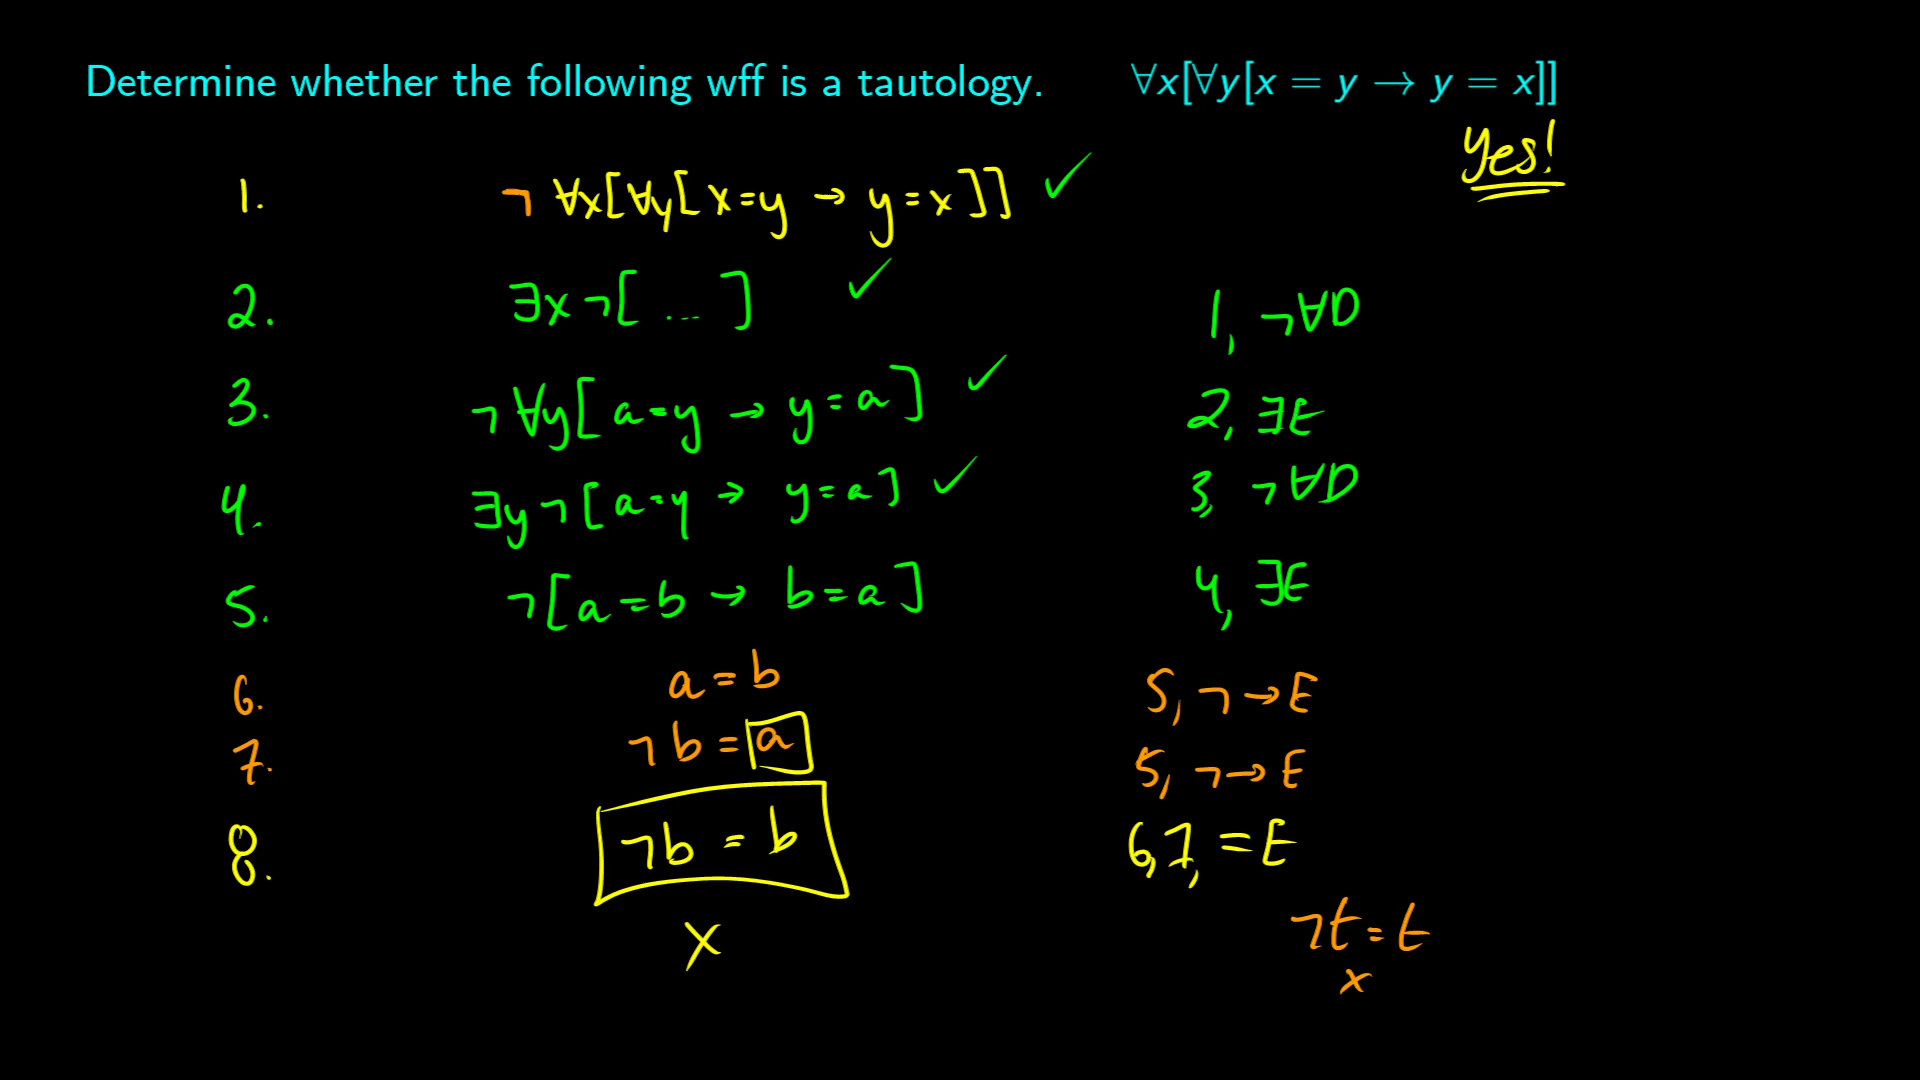 Determine whether the following wff is a tautology. ∀x[∀y[x = y → y = x]]
yes!
1. ¬∀x[∀y[x=y → y=x]] ✓
2. ∃x¬[ ... ] ✓ 1, ¬∀D
3. ¬∀y[a=y → y=a] ✓ 2, ∃E
4. ∃y¬[a=y → y=a] ✓ 3, ¬∀D
5. ¬[a=b → b=a] 4, ∃E
6. a=b 5, ¬→E
7. ¬b=a 5, ¬→E
8. ¬b=b 6,7, =E
x
¬t=t
x